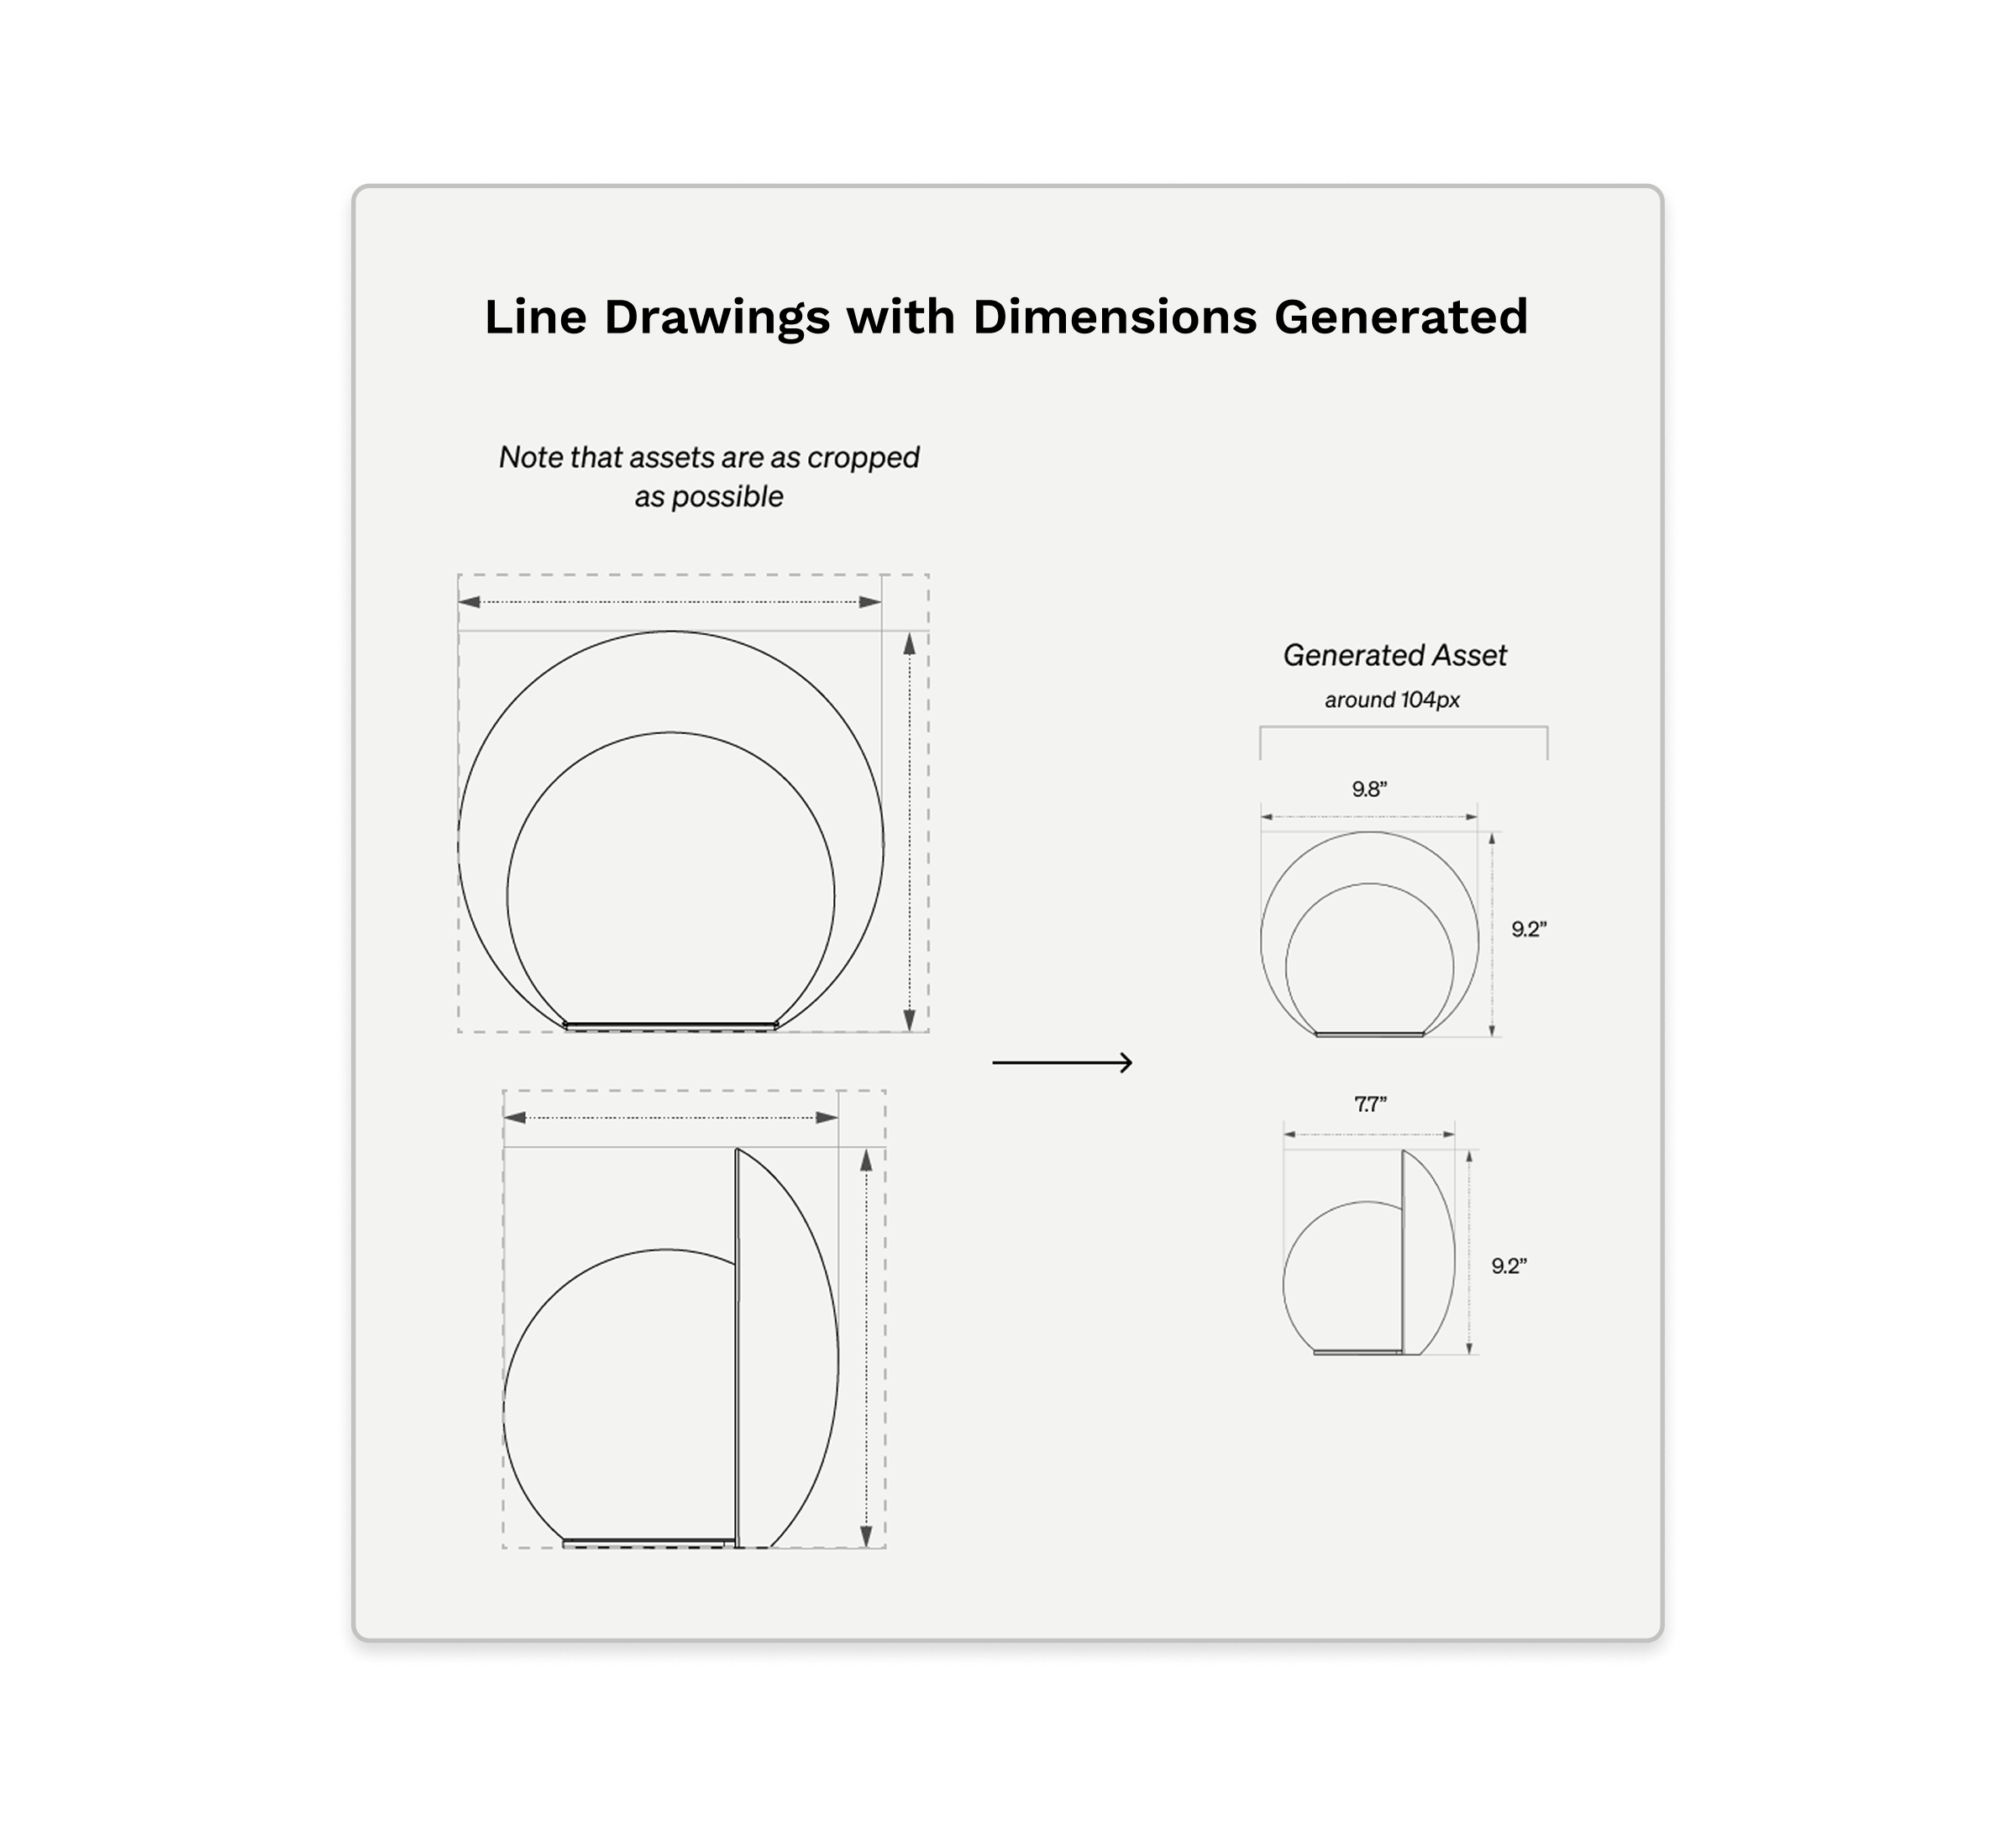 Line Drawings with Dimensions Generated
Note that assets are as cropped
as possible
Generated Asset
around 104px
9.8”
9.2”
7.7”
9.2”